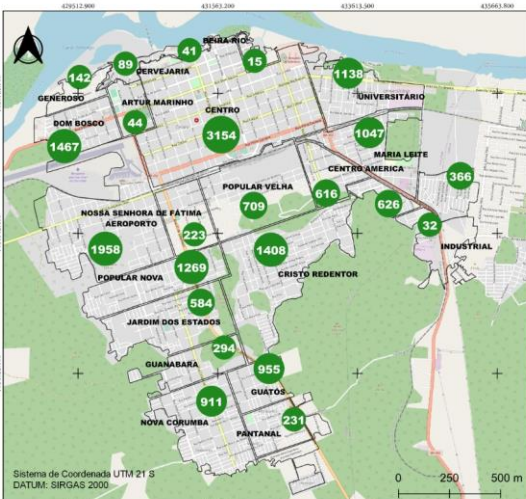 429512.900 431563.200 433613.500 435663.800
BEIRA RIO
41
89
15
142
CERVEJARIA
1138
GENEROSO
ARTUR MARINHO
UNIVERSITÁRIO
DOM BOSCO
44
CENTRO
3154
1047
1467
MARIA LEITE
CENTRO AMERICA
366
POPULAR VELHA
616
626
709
NOSSA SENHORA DE FÁTIMA
AEROPORTO
223
32
1958
1408
INDUSTRIAL
1269
POPULAR NOVA
CRISTO REDENTOR
584
JARDIM DOS ESTADOS
294
GUANABARA
955
GUATÓS
911
NOVA CORUMBÁ
231
PANTANAL
Sistema de Coordenada UTM 21 S
DATUM: SIRGAS 2000
0 250 500 m